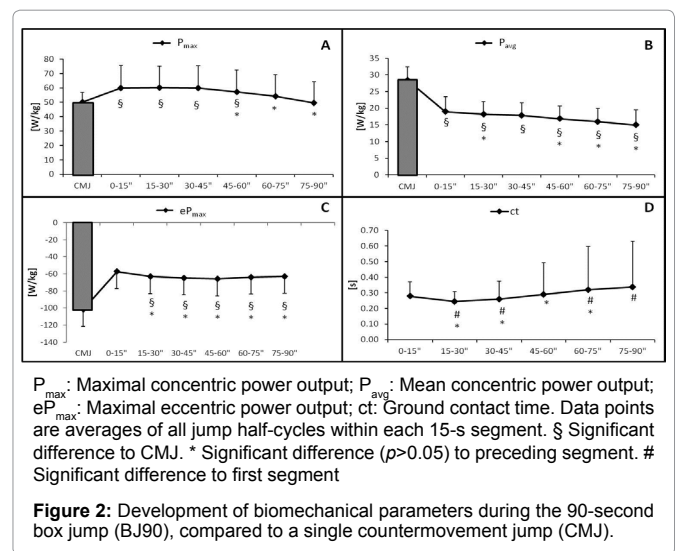 P_max A
[W/kg]
70
60
50
40
30
20
10
0
§ § § § * * *
CMJ 0-15" 15-30" 30-45" 45-60" 60-75" 75-90"
P_avg B
[W/kg]
35
30
25
20
15
10
5
0
§ § * § § * § * § *
CMJ 0-15" 15-30" 30-45" 45-60" 60-75" 75-90"
C eP_max
[W/kg]
0
-20
-40
-60
-80
-100
-120
-140
§ * § * § * § * § *
CMJ 0-15" 15-30" 30-45" 45-60" 60-75" 75-90"
ct D
[s]
0.70
0.60
0.50
0.40
0.30
0.20
0.10
0.00
# * # * * # * #
0-15" 15-30" 30-45" 45-60" 60-75" 75-90"
P_max: Maximal concentric power output; P_avg: Mean concentric power output;
eP_max: Maximal eccentric power output; ct: Ground contact time. Data points
are averages of all jump half-cycles within each 15-s segment. § Significant
difference to CMJ. * Significant difference (p>0.05) to preceding segment. #
Significant difference to first segment
Figure 2: Development of biomechanical parameters during the 90-second
box jump (BJ90), compared to a single countermovement jump (CMJ).